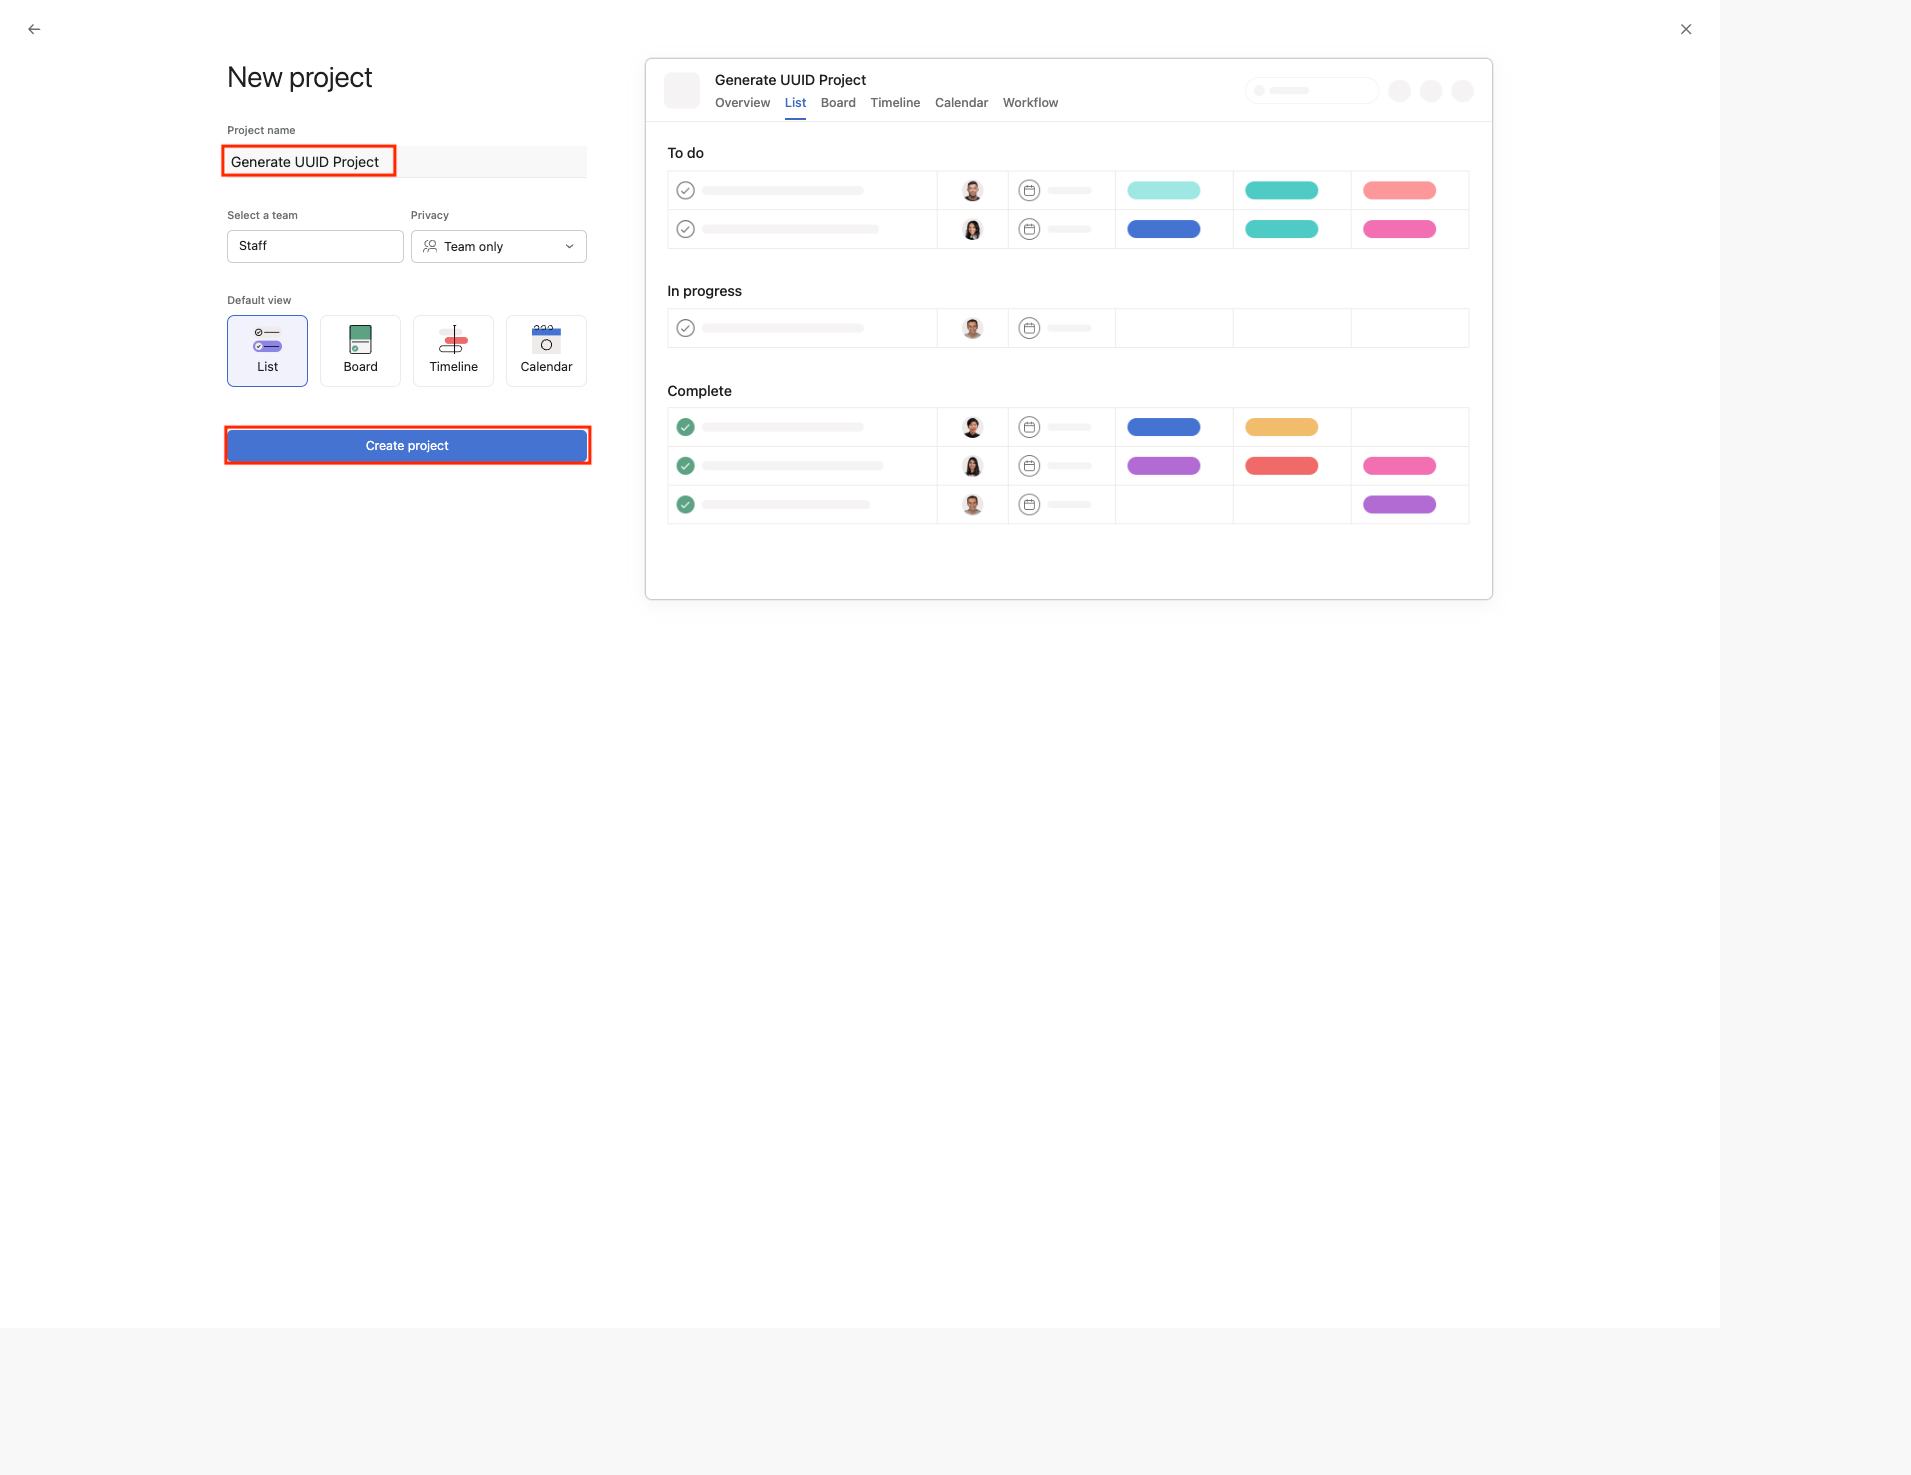 New project
Project name
Generate UUID Project
Select a team
Privacy
Staff
Team only
Default view
List
Board
Timeline
Calendar
Create project
Generate UUID Project
Overview List Board Timeline Calendar Workflow
To do
In progress
Complete